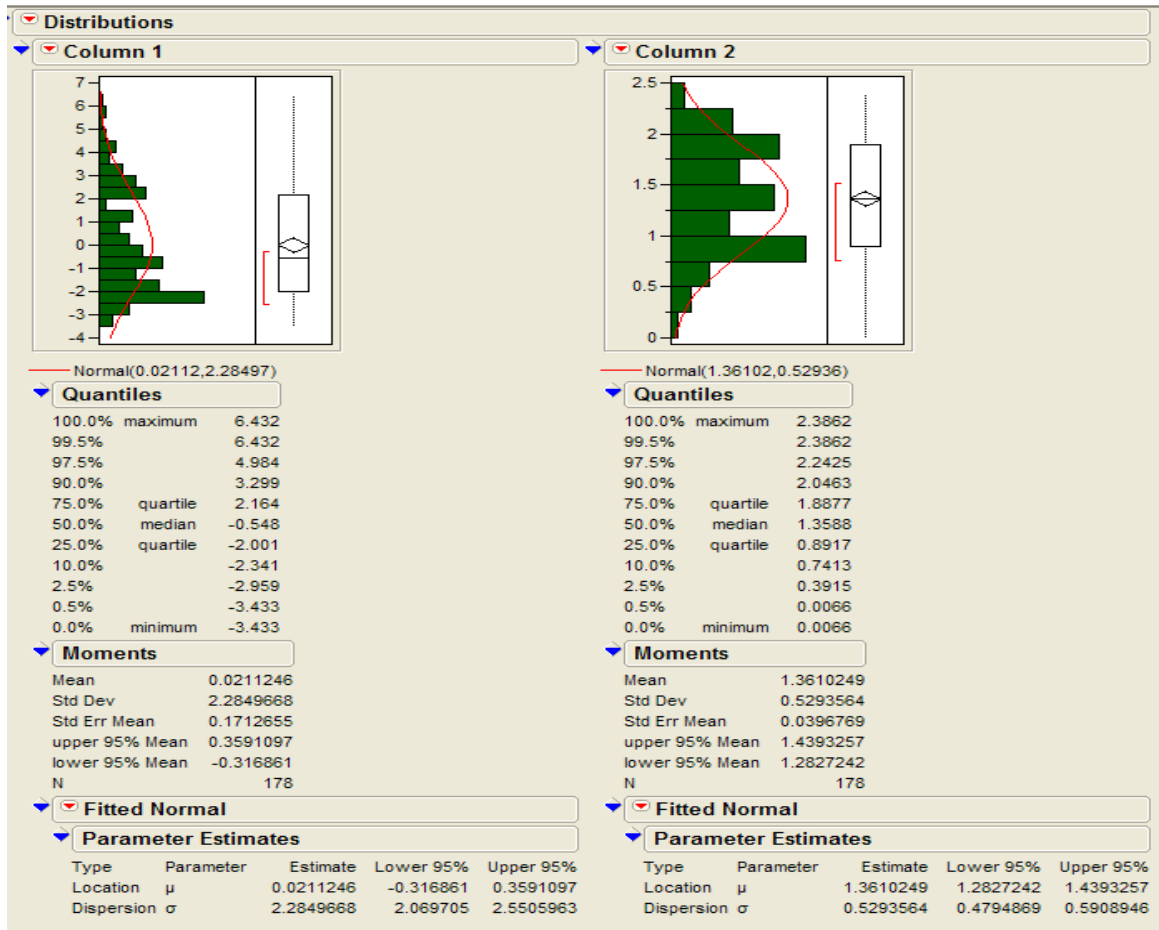 Distributions
Column 1
7
6
5
4
3
2
1
0
-1
-2
-3
-4
Normal(0.02112,2.28497)
Quantiles
100.0% maximum 6.432
99.5% 6.432
97.5% 4.984
90.0% 3.299
75.0% quartile 2.164
50.0% median -0.548
25.0% quartile -2.001
10.0% -2.341
2.5% -2.959
0.5% -3.433
0.0% minimum -3.433
Moments
Mean 0.0211246
Std Dev 2.2849668
Std Err Mean 0.1712655
upper 95% Mean 0.3591097
lower 95% Mean -0.316861
N 178
Fitted Normal
Parameter Estimates
Type Parameter Estimate Lower 95% Upper 95%
Location μ 0.0211246 -0.316861 0.3591097
Dispersion σ 2.2849668 2.069705 2.5505963
Column 2
2.5
2
1.5
1
0.5
0
Normal(1.36102,0.52936)
Quantiles
100.0% maximum 2.3862
99.5% 2.3862
97.5% 2.2425
90.0% 2.0463
75.0% quartile 1.8877
50.0% median 1.3588
25.0% quartile 0.8917
10.0% 0.7413
2.5% 0.3915
0.5% 0.0066
0.0% minimum 0.0066
Moments
Mean 1.3610249
Std Dev 0.5293564
Std Err Mean 0.0396769
upper 95% Mean 1.4393257
lower 95% Mean 1.2827242
N 178
Fitted Normal
Parameter Estimates
Type Parameter Estimate Lower 95% Upper 95%
Location μ 1.3610249 1.2827242 1.4393257
Dispersion σ 0.5293564 0.4794869 0.5908946